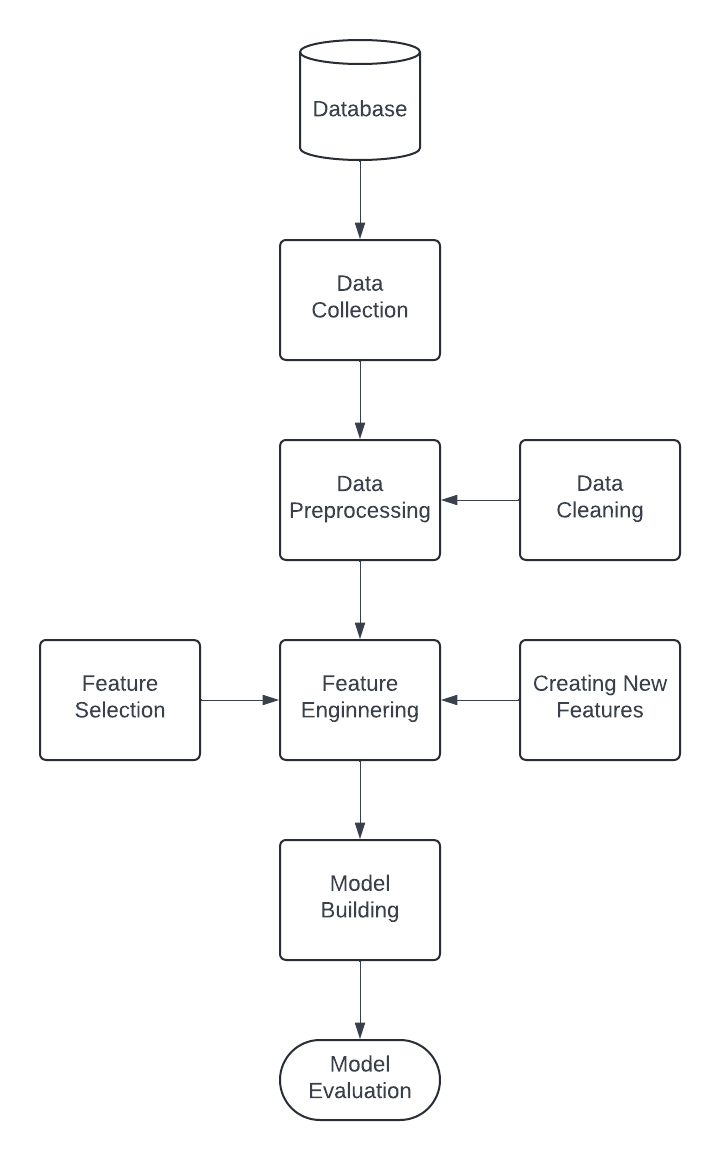 Database
Data
Collection
Data
Preprocessing
Data
Cleaning
Feature
Selection
Feature
Enginnering
Creating New
Features
Model
Building
Model
Evaluation